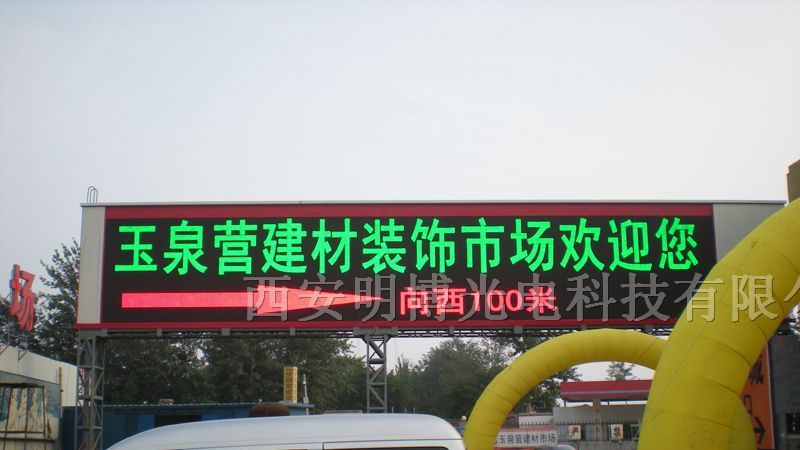 玉泉营建材装饰市场欢迎您
向西100米
西安明博光电科技有限公
场
玉泉营建材市场